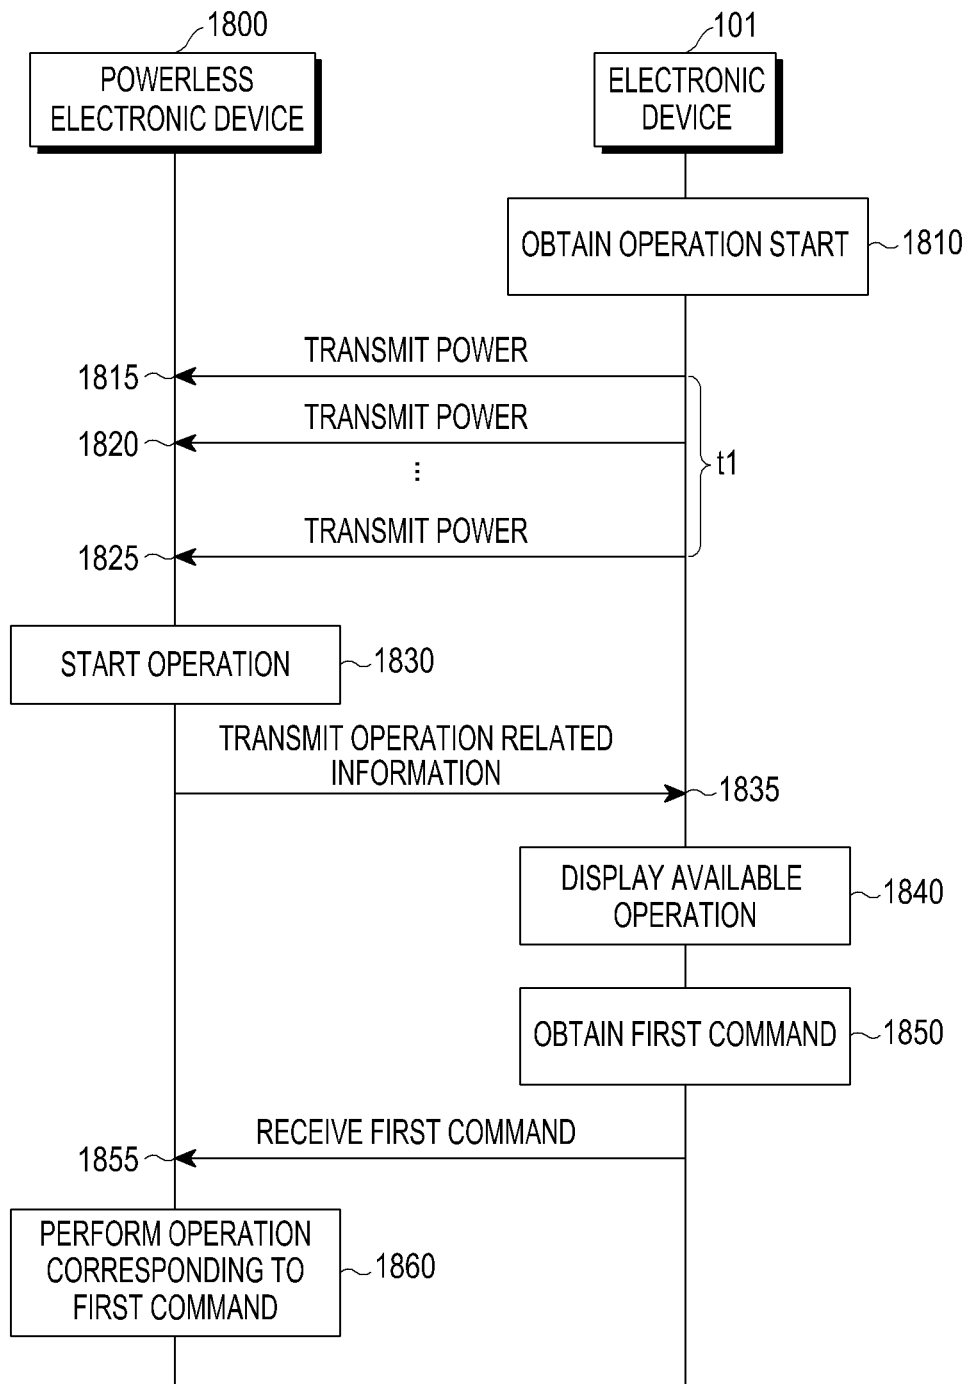 1800
101
POWERLESS
ELECTRONIC DEVICE
ELECTRONIC
DEVICE
OBTAIN OPERATION START
1810
TRANSMIT POWER
1815
TRANSMIT POWER
1820
...
t1
TRANSMIT POWER
1825
START OPERATION
1830
TRANSMIT OPERATION RELATED
INFORMATION
1835
DISPLAY AVAILABLE
OPERATION
1840
OBTAIN FIRST COMMAND
1850
RECEIVE FIRST COMMAND
1855
PERFORM OPERATION
CORRESPONDING TO
FIRST COMMAND
1860